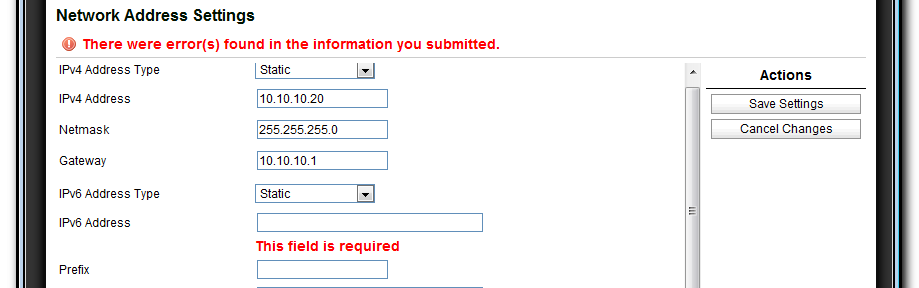 Network Address Settings
There were error(s) found in the information you submitted.
IPv4 Address Type Static
IPv4 Address 10.10.10.20
Netmask 255.255.255.0
Gateway 10.10.10.1
IPv6 Address Type Static
IPv6 Address
This field is required
Prefix
Actions
Save Settings
Cancel Changes